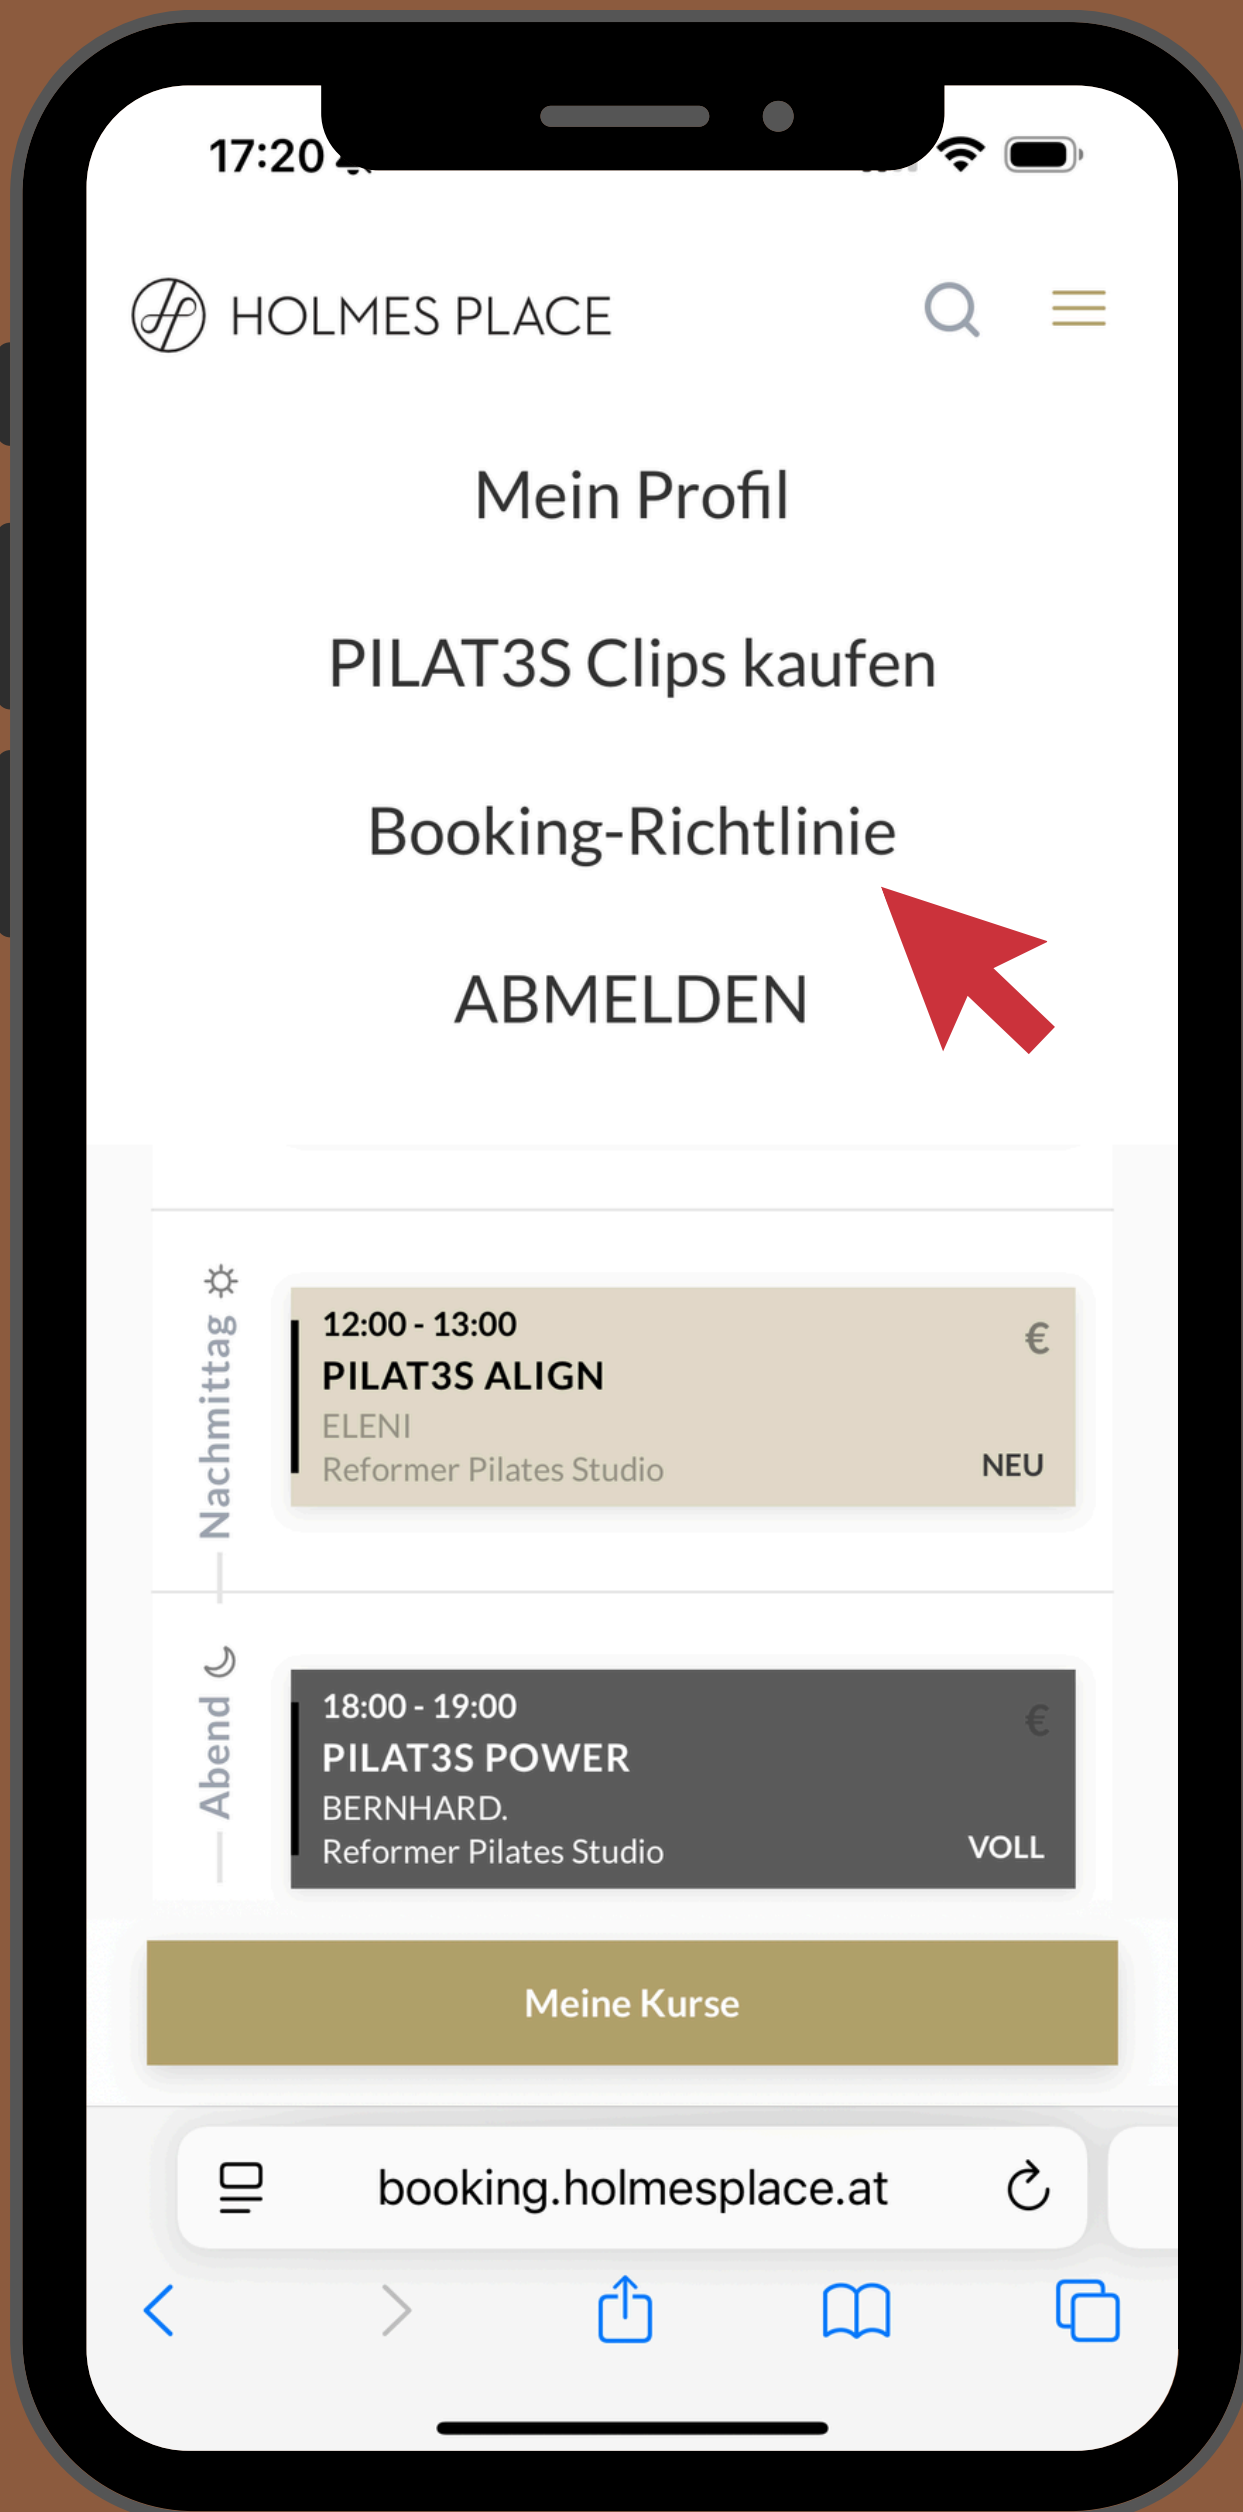 17:20
HOLMES PLACE
Mein Profil
PILAT3S Clips kaufen
Booking-Richtlinie
ABMELDEN
Nachmittag
12:00 - 13:00
€
PILAT3S ALIGN
ELENI
Reformer Pilates Studio
NEU
Abend
18:00 - 19:00
€
PILAT3S POWER
BERNHARD.
Reformer Pilates Studio
VOLL
Meine Kurse
booking.holmesplace.at